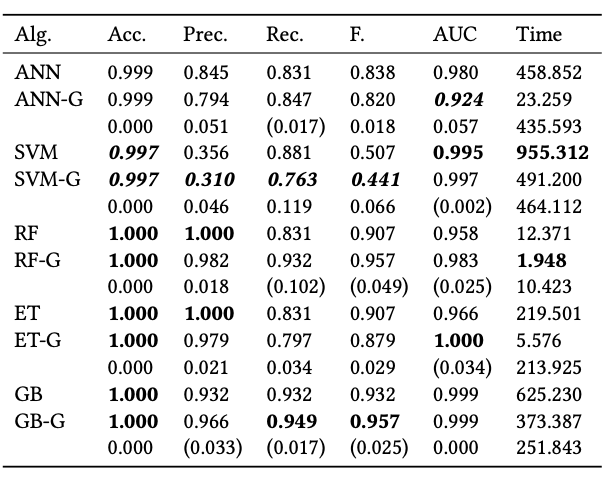 Alg. Acc. Prec. Rec. F. AUC Time
ANN 0.999 0.845 0.831 0.838 0.980 458.852
ANN-G 0.999 0.794 0.847 0.820 0.924 23.259
0.000 0.051 (0.017) 0.018 0.057 435.593
SVM 0.997 0.356 0.881 0.507 0.995 955.312
SVM-G 0.997 0.310 0.763 0.441 0.997 491.200
0.000 0.046 0.119 0.066 (0.002) 464.112
RF 1.000 1.000 0.831 0.907 0.958 12.371
RF-G 1.000 0.982 0.932 0.957 0.983 1.948
0.000 0.018 (0.102) (0.049) (0.025) 10.423
ET 1.000 1.000 0.831 0.907 0.966 219.501
ET-G 1.000 0.979 0.797 0.879 1.000 5.576
0.000 0.021 0.034 0.029 (0.034) 213.925
GB 1.000 0.932 0.932 0.932 0.999 625.230
GB-G 1.000 0.966 0.949 0.957 0.999 373.387
0.000 (0.033) (0.017) (0.025) 0.000 251.843